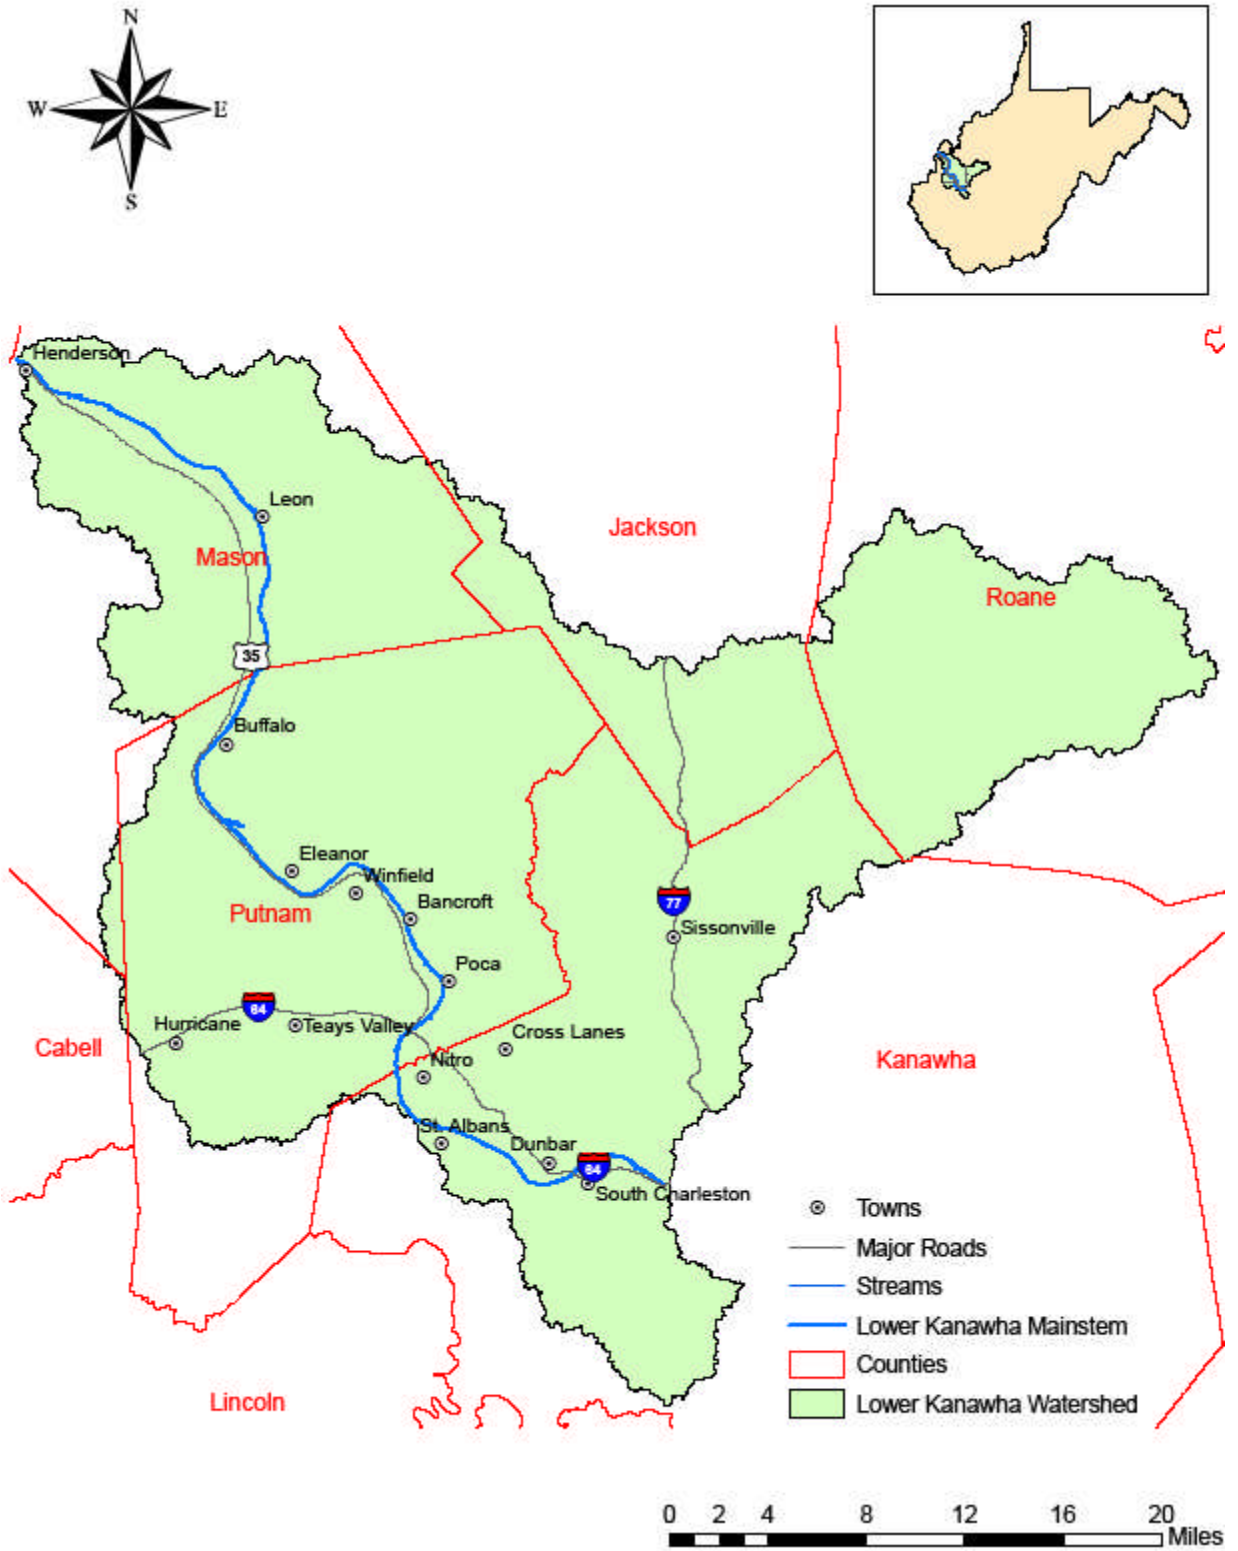 N
W
E
S
Henderson
Leon
Jackson
Mason
Roane
35
Buffalo
Eleanor
Winfield
Bancroft
Putnam
77
Sissonville
Poca
64
Hurricane
Teays Valley
Cross Lanes
Cabell
Nitro
Kanawha
St. Albans
Dunbar
64
South Charleston
Towns
Major Roads
Streams
Lower Kanawha Mainstem
Counties
Lincoln
Lower Kanawha Watershed
0 2 4 8 12 16 20
Miles